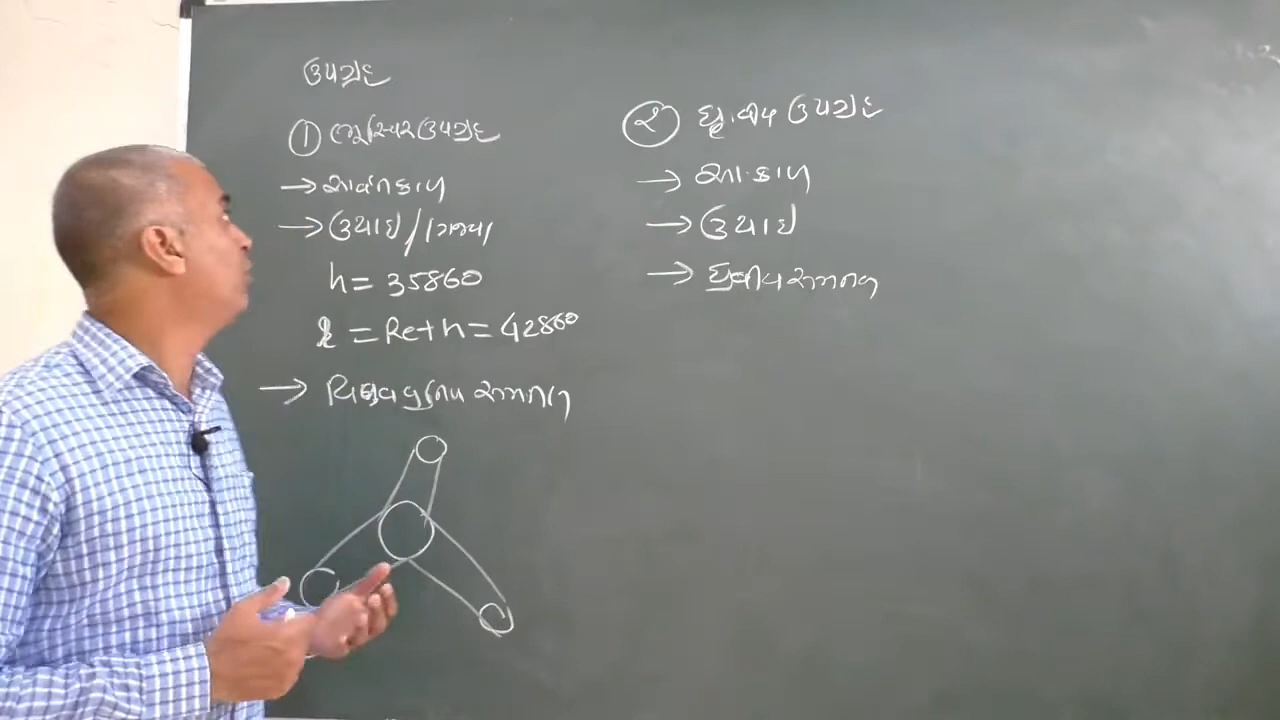 ઉપગ્રહ
① ભૂસ્થિર ઉપગ્રહ
→ આવર્તકાળ
→ ઉંચાઇ / ત્રિજ્યા
h = 35860
r = Re + h = 42860
→ વિષુવવૃતીય સમતલ
② ધ્રુવીય ઉપગ્રહ
→ આ.કાળ
→ ઉંચાઇ
→ ધ્રુવીય સમતલ